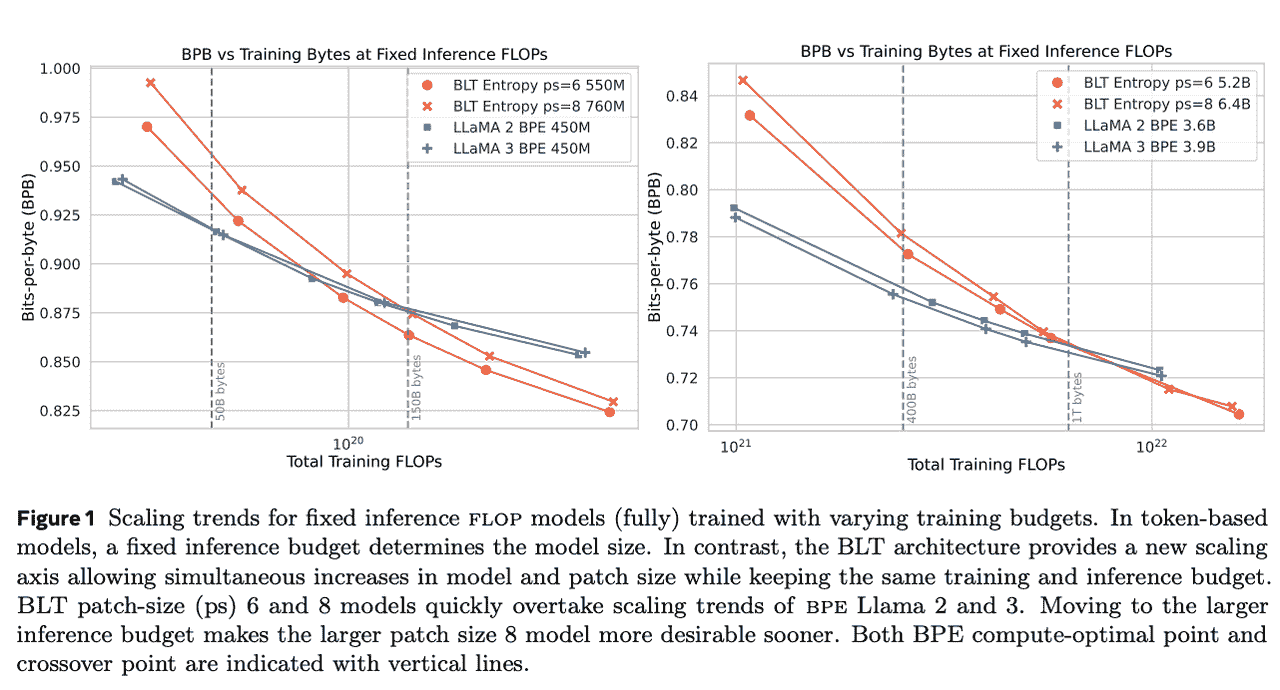 BPB vs Training Bytes at Fixed Inference FLOPs
1.000
0.975
0.950
0.925
0.900
0.875
0.850
0.825
Bits-per-byte (BPB)
BLT Entropy ps=6 550M
BLT Entropy ps=8 760M
LLaMA 2 BPE 450M
LLaMA 3 BPE 450M
50B bytes
150B bytes
10²⁰
Total Training FLOPs
BPB vs Training Bytes at Fixed Inference FLOPs
0.84
0.82
0.80
0.78
0.76
0.74
0.72
0.70
Bits-per-byte (BPB)
BLT Entropy ps=6 5.2B
BLT Entropy ps=8 6.4B
LLaMA 2 BPE 3.6B
LLaMA 3 BPE 3.9B
400B bytes
1T bytes
10²¹
10²²
Total Training FLOPs
Figure 1 Scaling trends for fixed inference FLOP models (fully) trained with varying training budgets. In token-based
models, a fixed inference budget determines the model size. In contrast, the BLT architecture provides a new scaling
axis allowing simultaneous increases in model and patch size while keeping the same training and inference budget.
BLT patch-size (ps) 6 and 8 models quickly overtake scaling trends of BPE Llama 2 and 3. Moving to the larger
inference budget makes the larger patch size 8 model more desirable sooner. Both BPE compute-optimal point and
crossover point are indicated with vertical lines.